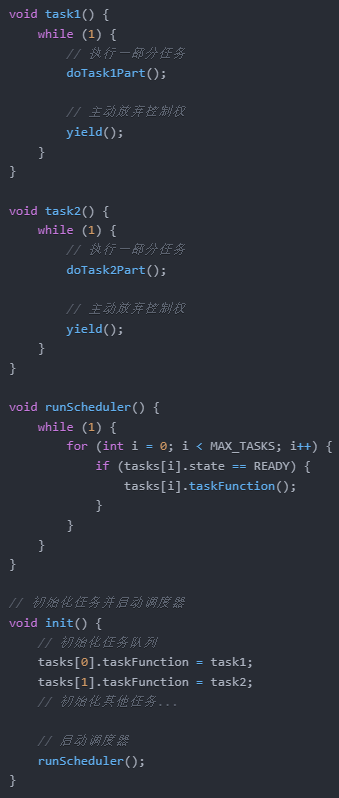 void task1() {
    while (1) {
        // 执行一部分任务
        doTask1Part();

        // 主动放弃控制权
        yield();
    }
}

void task2() {
    while (1) {
        // 执行一部分任务
        doTask2Part();

        // 主动放弃控制权
        yield();
    }
}

void runScheduler() {
    while (1) {
        for (int i = 0; i < MAX_TASKS; i++) {
            if (tasks[i].state == READY) {
                tasks[i].taskFunction();
            }
        }
    }
}

// 初始化任务并启动调度器
void init() {
    // 初始化任务队列
    tasks[0].taskFunction = task1;
    tasks[1].taskFunction = task2;
    // 初始化其他任务...

    // 启动调度器
    runScheduler();
}